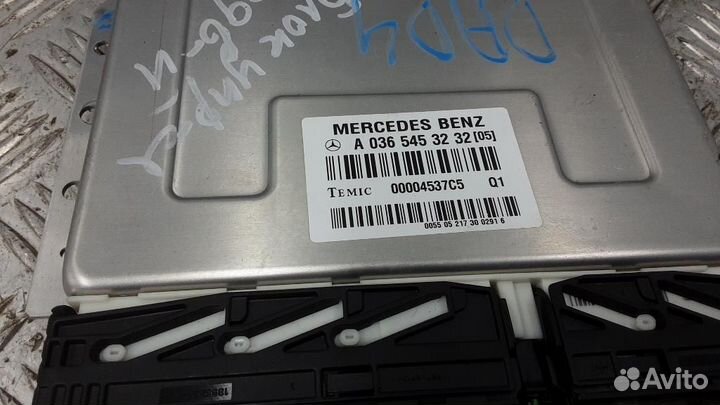 Блок упр-я
MERCEDES BENZ
A 036 545 32 32 [05]
TEMIC 00004537C5 Q1
0055 05 217 30 0291 6
Avito